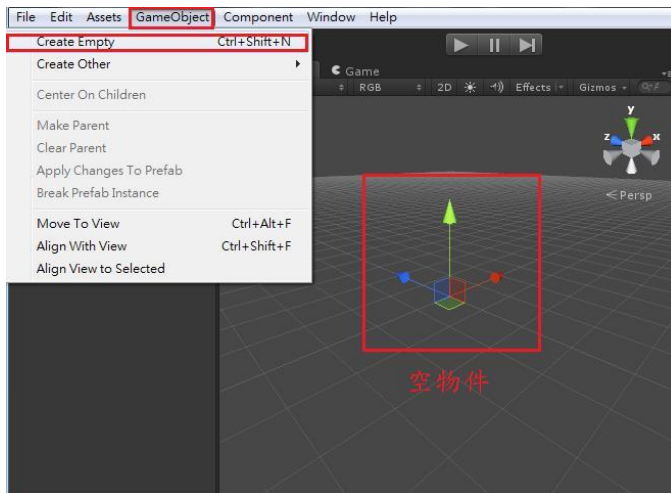 File Edit Assets GameObject Component Window Help
Create Empty Ctrl+Shift+N
Create Other
Game
RGB 2D Effects Gizmos
Center On Children
Make Parent
Clear Parent
Apply Changes To Prefab
Break Prefab Instance
Move To View Ctrl+Alt+F
Align With View Ctrl+Shift+F
Align View to Selected
y
z x
Persp
空物件